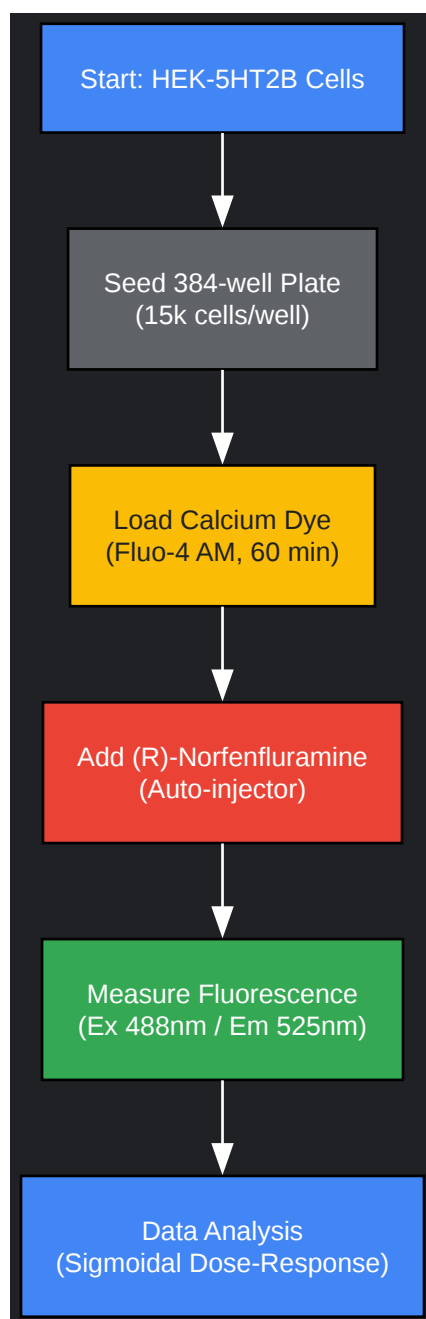 Start: HEK-5HT2B Cells
Seed 384-well Plate
(15k cells/well)
Load Calcium Dye
(Fluo-4 AM, 60 min)
Add (R)-Norfenfluramine
(Auto-injector)
Measure Fluorescence
(Ex 488nm / Em 525nm)
Data Analysis
(Sigmoidal Dose-Response)